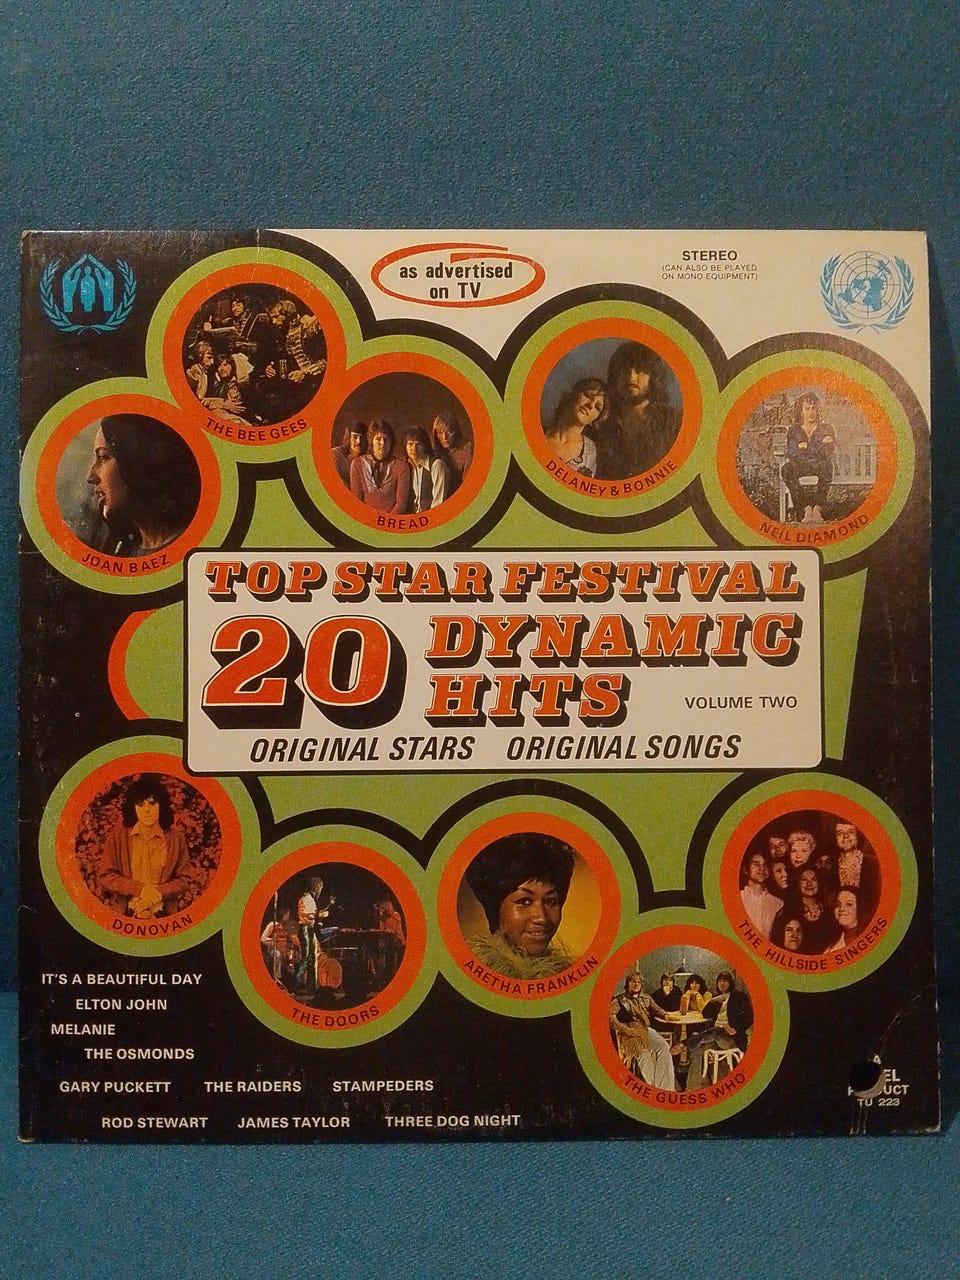 as advertised
on TV
STEREO
(CAN ALSO BE PLAYED
ON MONO EQUIPMENT)
THE BEE GEES
BREAD
DELANEY & BONNIE
NEIL DIAMOND
JOAN BAEZ
TOP STAR FESTIVAL
20 DYNAMIC
HITS
VOLUME TWO
ORIGINAL STARS ORIGINAL SONGS
DONOVAN
THE DOORS
ARETHA FRANKLIN
THE GUESS WHO
THE HILLSIDE SINGERS
IT'S A BEAUTIFUL DAY
ELTON JOHN
MELANIE
THE OSMONDS
GARY PUCKETT THE RAIDERS STAMPEDERS
ROD STEWART JAMES TAYLOR THREE DOG NIGHT
A
TU 223